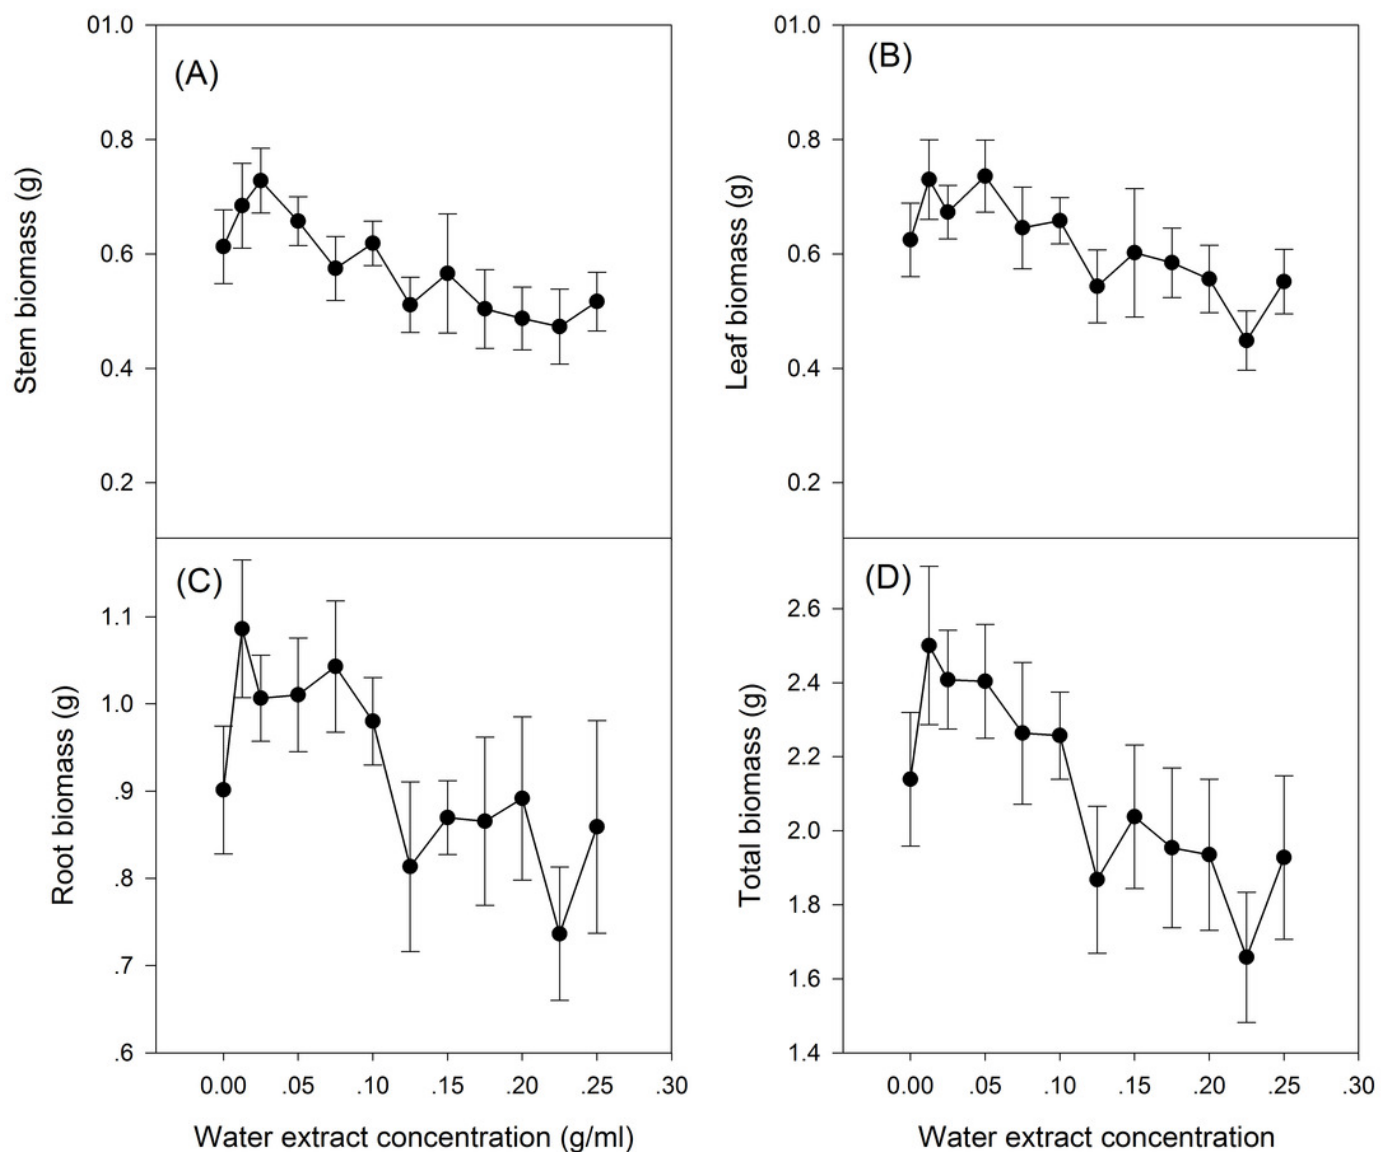 01.0
(A)
0.8
0.6
0.4
0.2
Stem biomass (g)
01.0
(B)
0.8
0.6
0.4
0.2
Leaf biomass (g)
(C)
1.1
1.0
.9
.8
.7
.6
Root biomass (g)
0.00 .05 .10 .15 .20 .25 .30
Water extract concentration (g/ml)
(D)
2.6
2.4
2.2
2.0
1.8
1.6
1.4
Total biomass (g)
0.00 .05 .10 .15 .20 .25 .30
Water extract concentration